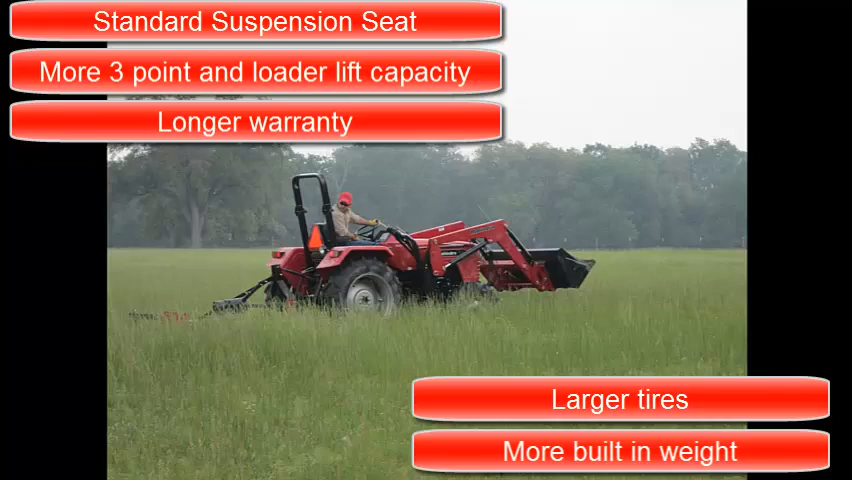 Standard Suspension Seat
More 3 point and loader lift capacity
Longer warranty
Larger tires
More built in weight